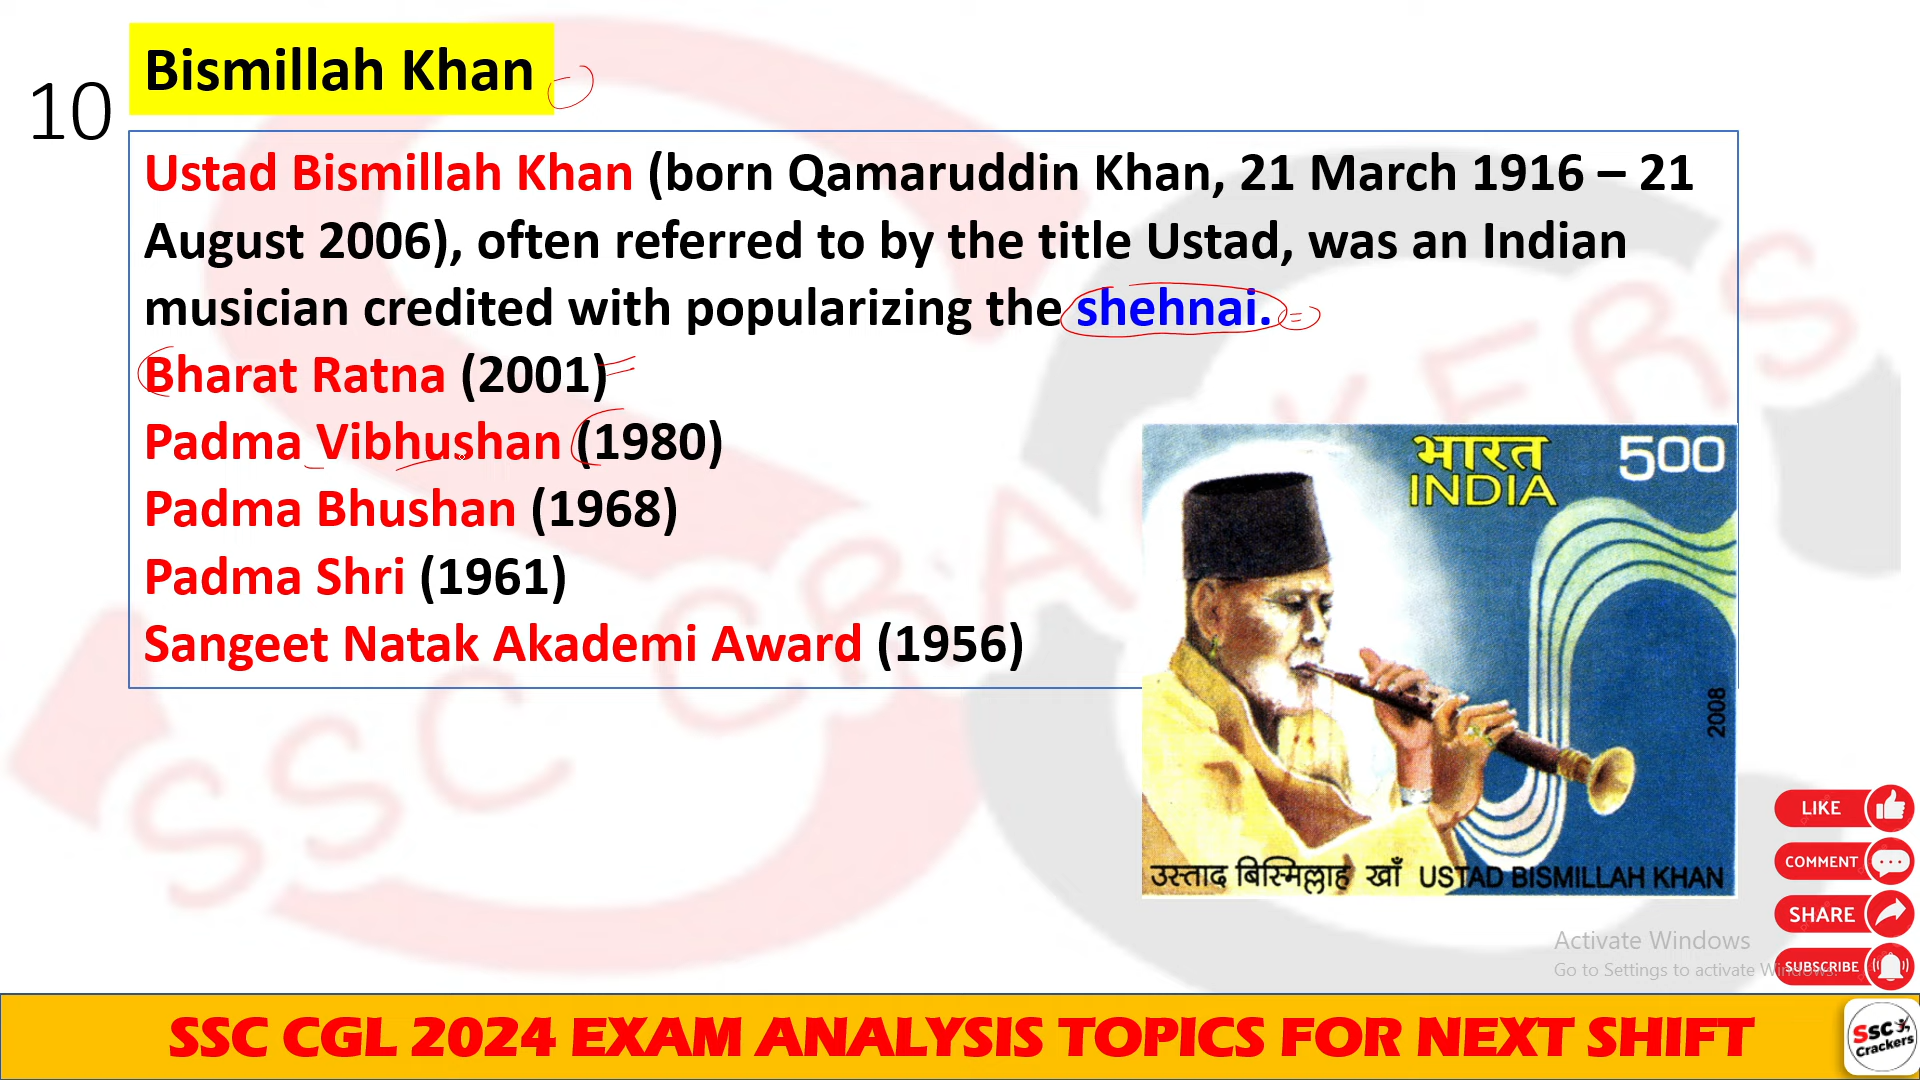 10
Bismillah Khan
Ustad Bismillah Khan (born Qamaruddin Khan, 21 March 1916 – 21
August 2006), often referred to by the title Ustad, was an Indian
musician credited with popularizing the shehnai.
Bharat Ratna (2001)
Padma Vibhushan (1980)
Padma Bhushan (1968)
Padma Shri (1961)
Sangeet Natak Akademi Award (1956)
भारत
INDIA
500
2008
उस्ताद बिस्मिल्लाह खाँ USTAD BISMILLAH KHAN
SSC CRACKERS
LIKE
COMMENT
SHARE
SUBSCRIBE
Activate Windows
Go to Settings to activate Windows.
SSC CGL 2024 EXAM ANALYSIS TOPICS FOR NEXT SHIFT
SSC
Crackers